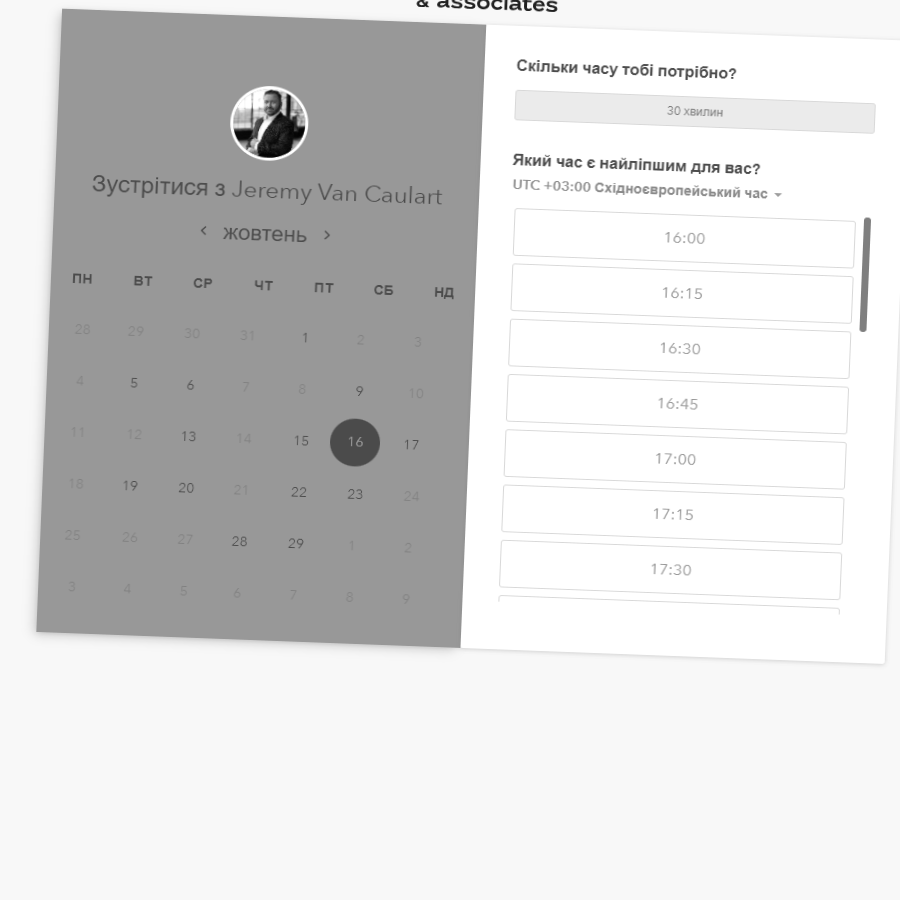 & associates
Зустрітися з Jeremy Van Caulart
жовтень
ПН ВТ СР ЧТ ПТ СБ НД
28 29 30 31 1 2 3
4 5 6 7 8 9 10
11 12 13 14 15 16 17
18 19 20 21 22 23 24
25 26 27 28 29 1 2
3 4 5 6 7 8 9
Скільки часу тобі потрібно?
30 хвилин
Який час є найліпшим для вас?
UTC +03:00 Східноєвропейський час
16:00
16:15
16:30
16:45
17:00
17:15
17:30